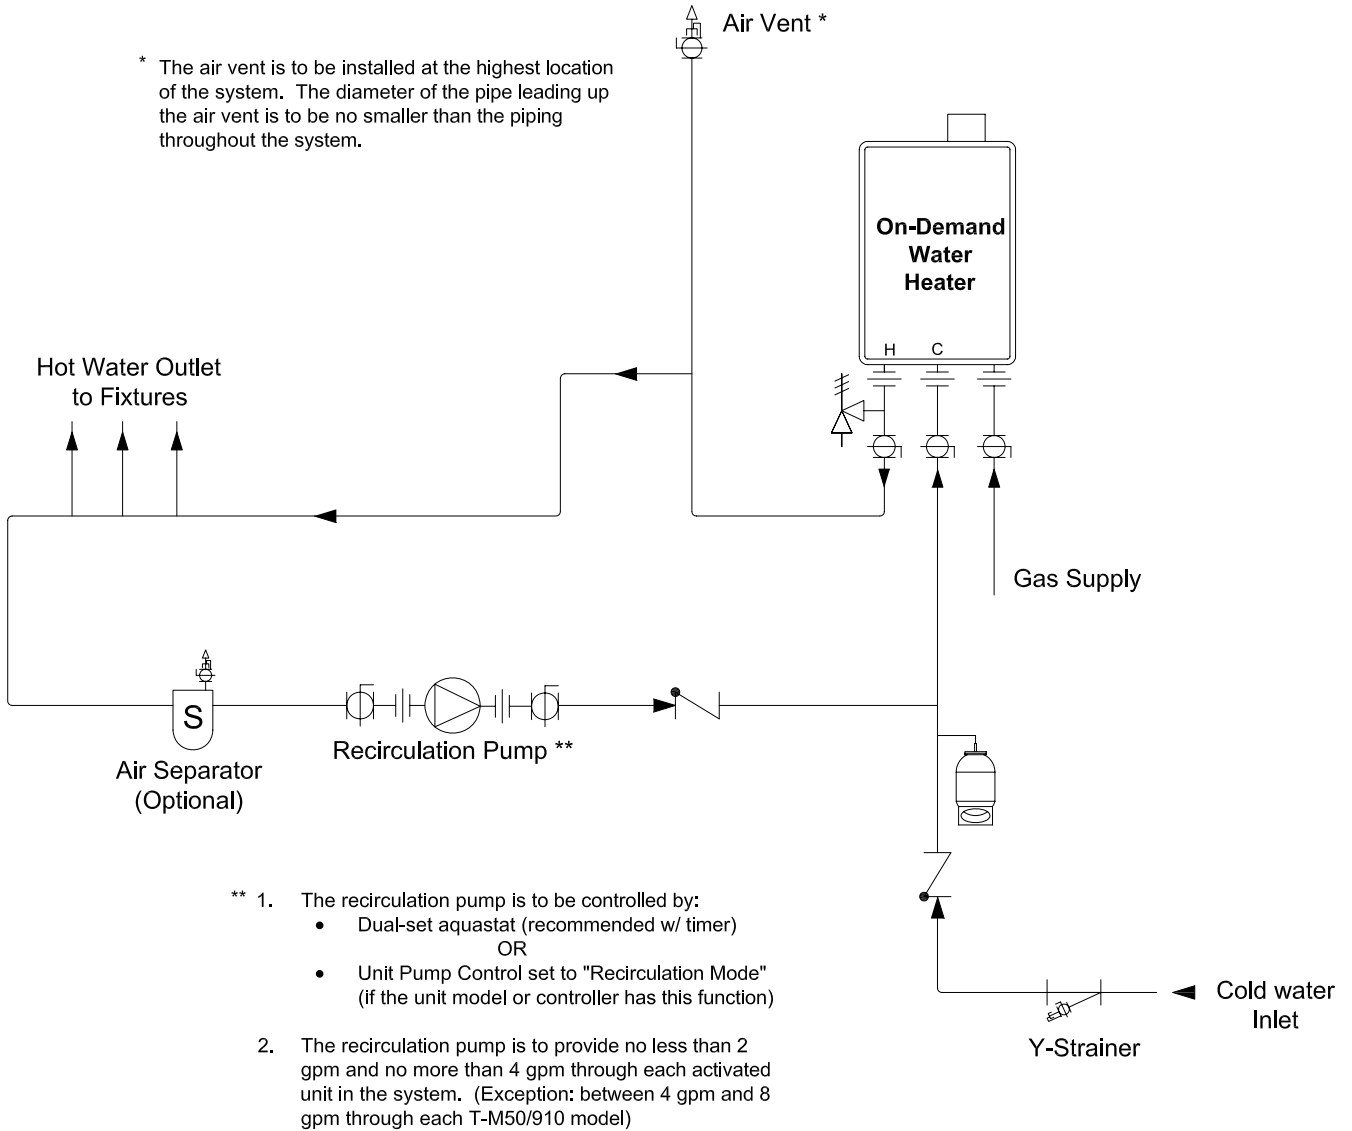 Air Vent *
* The air vent is to be installed at the highest location
of the system. The diameter of the pipe leading up
the air vent is to be no smaller than the piping
throughout the system.
On-Demand
Water
Heater
H C
Hot Water Outlet
to Fixtures
Gas Supply
S
Air Separator
(Optional)
Recirculation Pump **
** 1. The recirculation pump is to be controlled by:
• Dual-set aquastat (recommended w/ timer)
OR
• Unit Pump Control set to "Recirculation Mode"
(if the unit model or controller has this function)
2. The recirculation pump is to provide no less than 2
gpm and no more than 4 gpm through each activated
unit in the system. (Exception: between 4 gpm and 8
gpm through each T-M50/910 model)
Cold water
Inlet
Y-Strainer